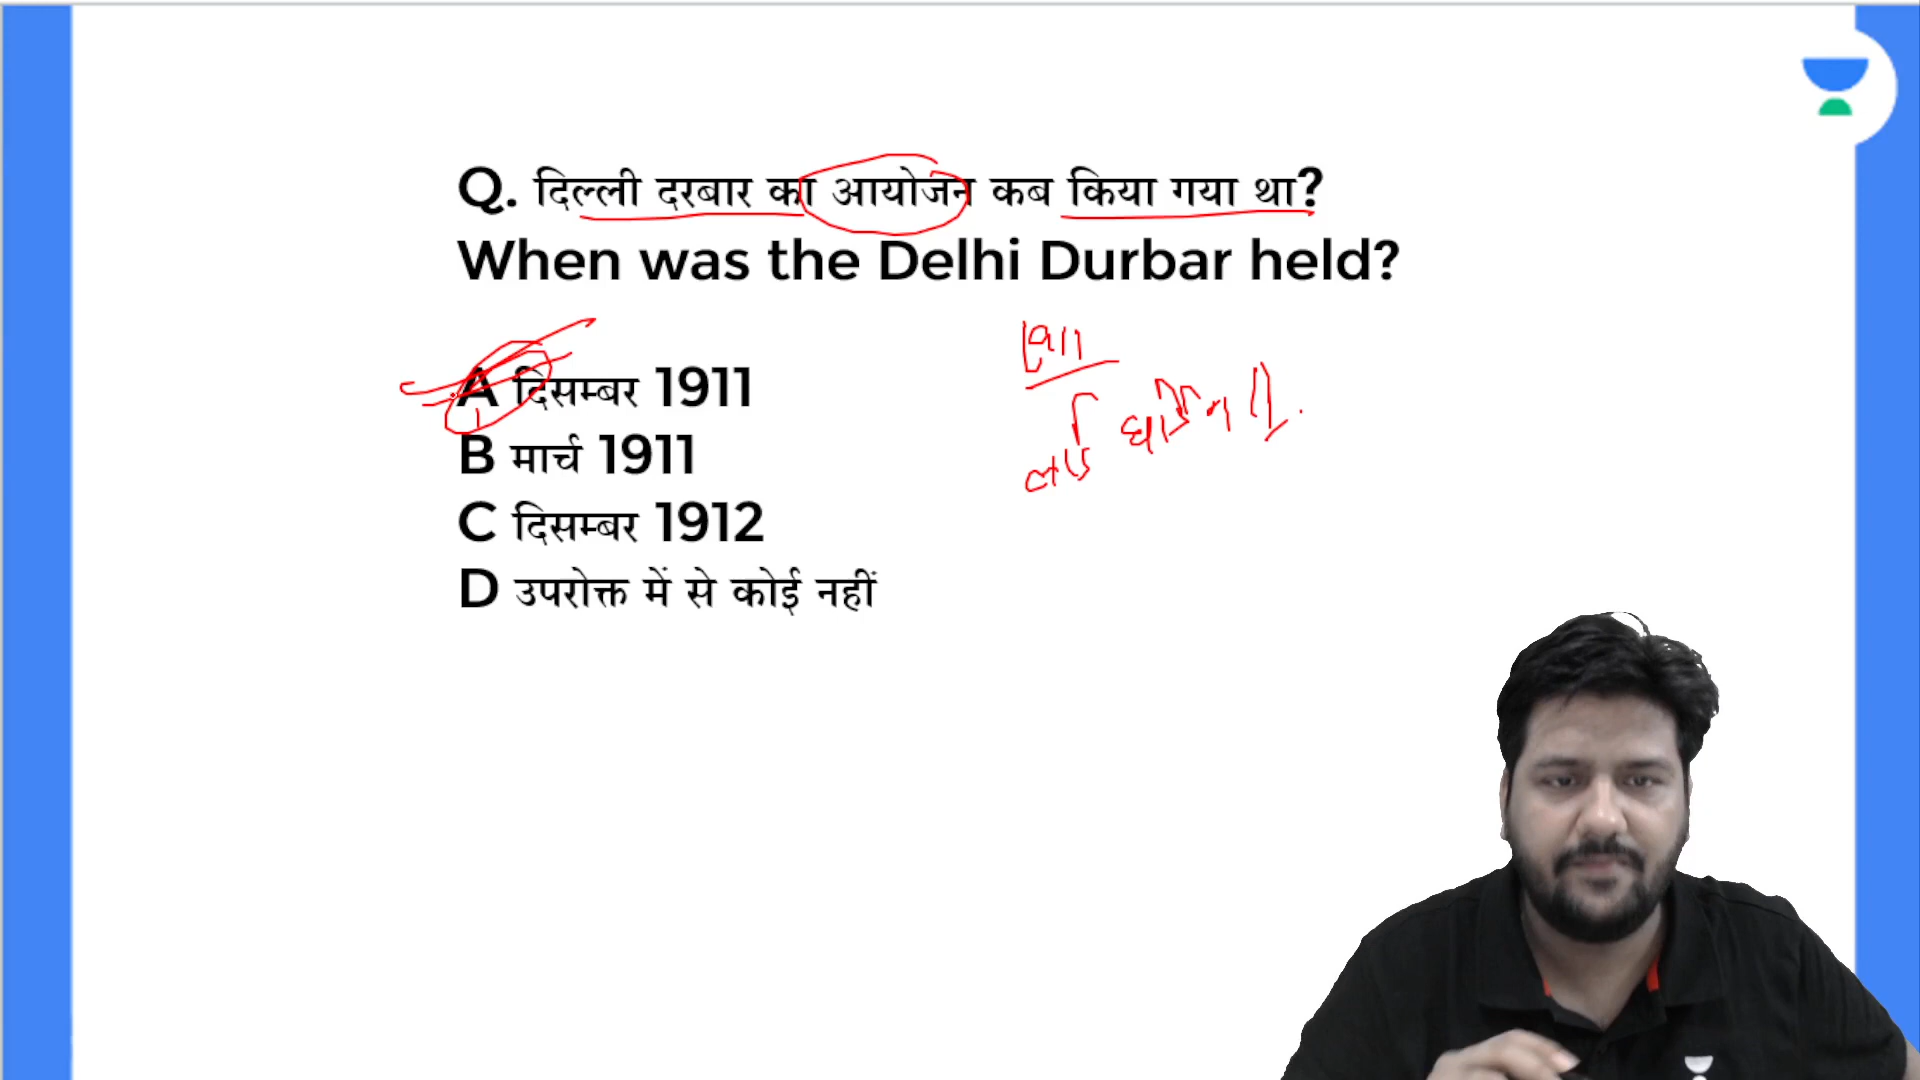 Q. दिल्ली दरबार का आयोजन कब किया गया था?
When was the Delhi Durbar held?
1911
A दिसम्बर 1911
B मार्च 1911
लार्ड हार्डिंग
C दिसम्बर 1912
D उपरोक्त में से कोई नहीं